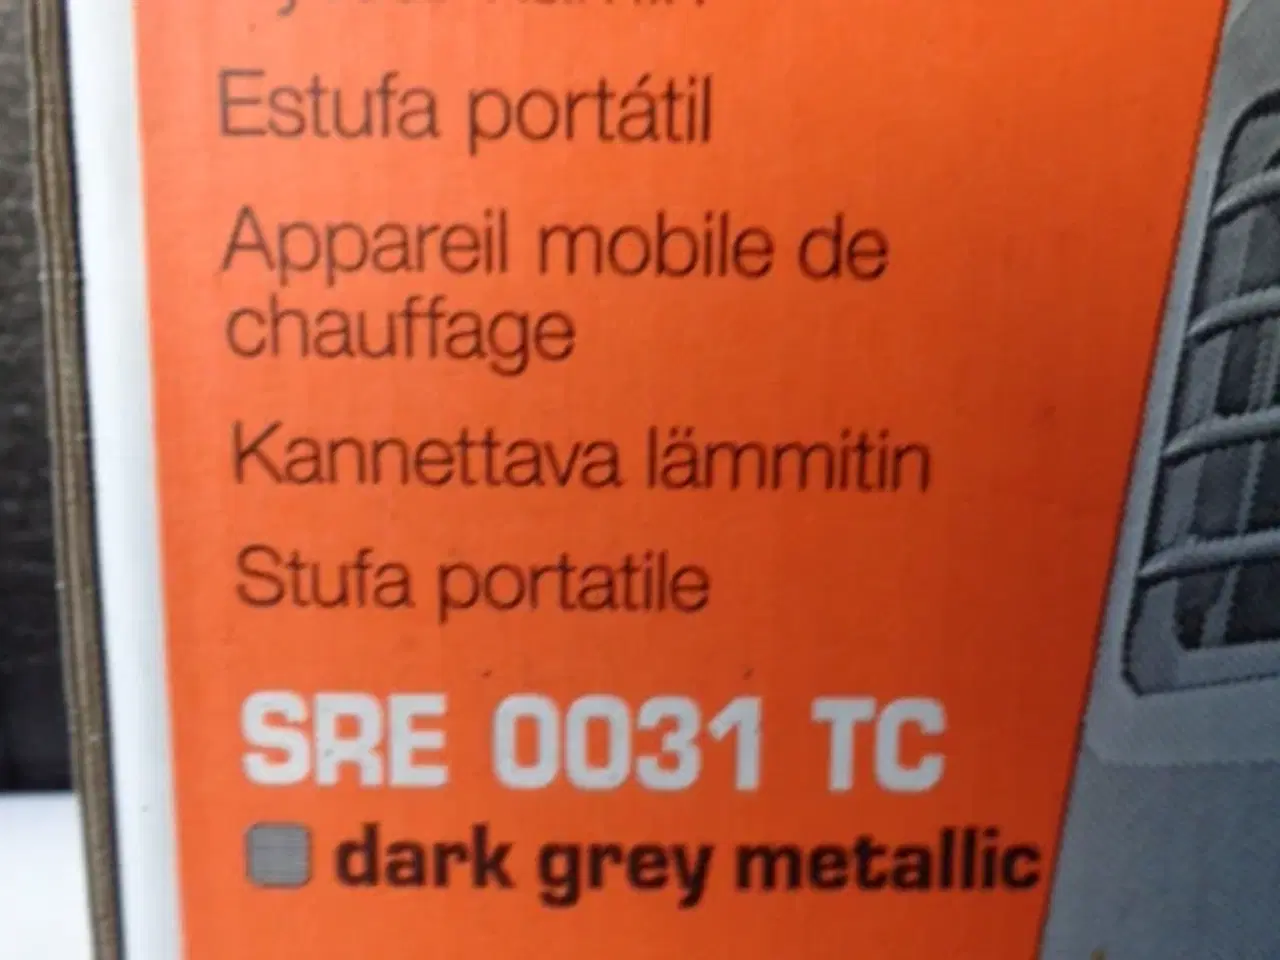 Estufa portátil
Appareil mobile de
chauffage
Kannettava lämmitin
Stufa portatile
SRE 0031 TC
dark grey metallic